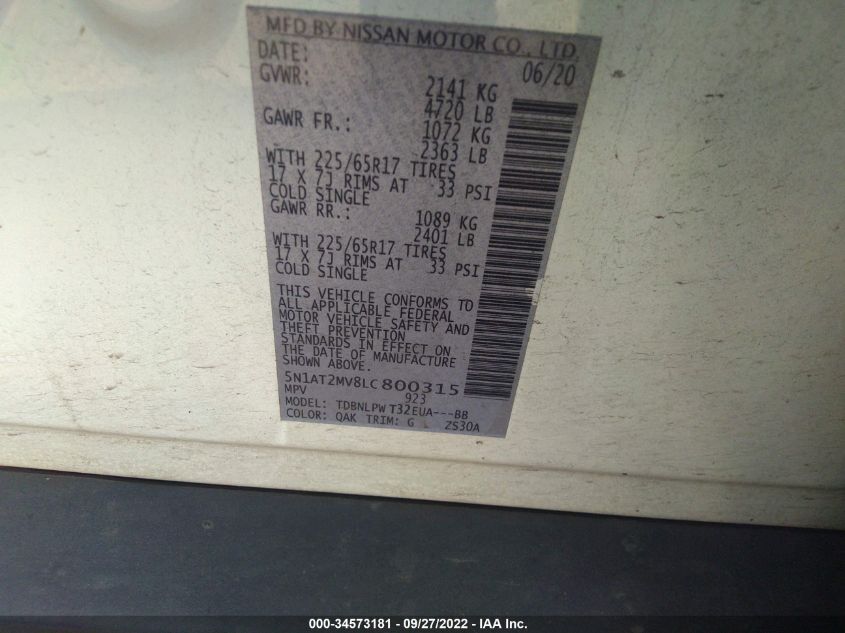 MFD BY NISSAN MOTOR CO., LTD.
DATE: 06/20
GVWR: 2141 KG
4720 LB
GAWR FR.: 1072 KG
2363 LB
WITH 225/65R17 TIRES
17 X 7J RIMS AT 33 PSI
COLD SINGLE
GAWR RR.: 1089 KG
2401 LB
WITH 225/65R17 TIRES
17 X 7J RIMS AT 33 PSI
COLD SINGLE
THIS VEHICLE CONFORMS TO
ALL APPLICABLE FEDERAL
MOTOR VEHICLE SAFETY AND
THEFT PREVENTION
STANDARDS IN EFFECT ON
THE DATE OF MANUFACTURE
SHOWN ABOVE.
5N1AT2MV8LC800315
MPV 923
MODEL: TDBNLPW T32EUA---BB
COLOR: QAK TRIM: G ZS30A
000-34573181 - 09/27/2022 - IAA Inc.